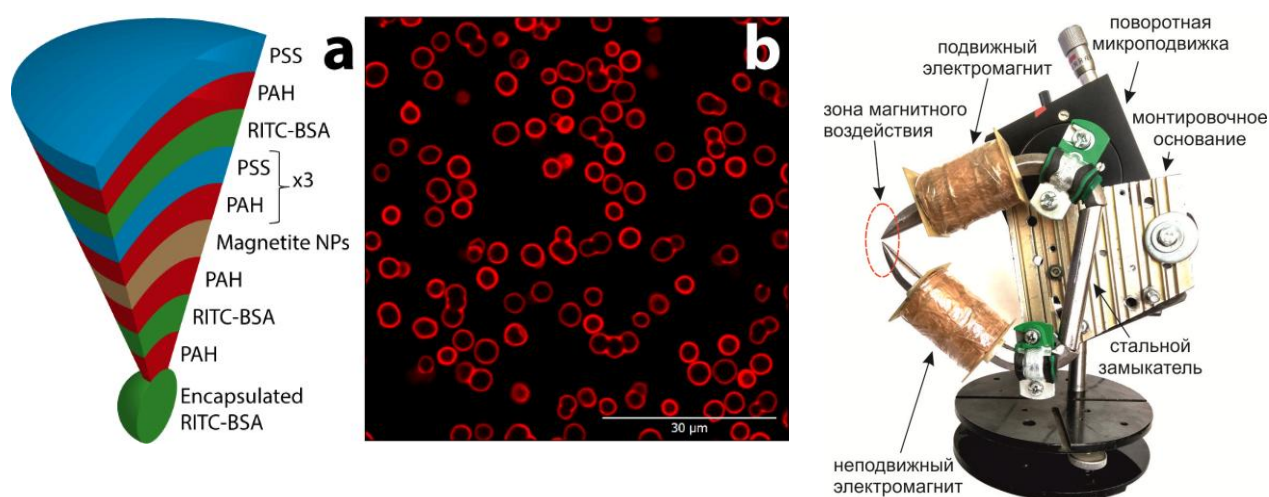 a
PSS
PAH
RITC-BSA
PSS
x3
PAH
Magnetite NPs
PAH
RITC-BSA
PAH
Encapsulated
RITC-BSA
b
30 μm
поворотная
микроподвижка
подвижный
электромагнит
зона магнитного
воздействия
монтировочное
основание
стальной
замыкатель
неподвижный
электромагнит